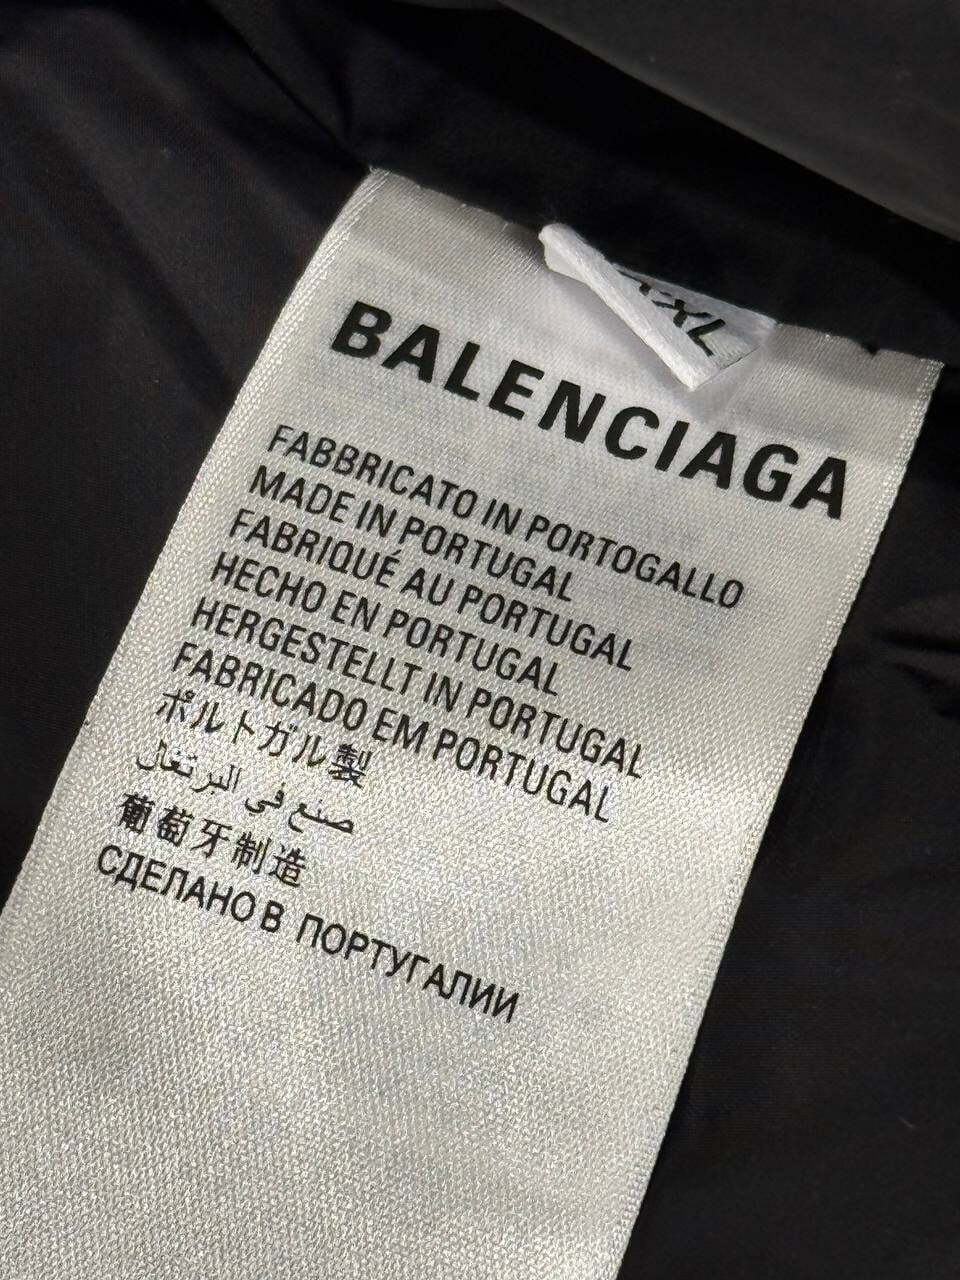 BALENCIAGA
FABBRICATO IN PORTOGALLO
MADE IN PORTUGAL
FABRIQUÉ AU PORTUGAL
HECHO EN PORTUGAL
HERGESTELLT IN PORTUGAL
FABRICADO EM PORTUGAL
ポルトガル製
صنع في البرتغال
葡萄牙制造
СДЕЛАНО В ПОРТУГАЛИИ